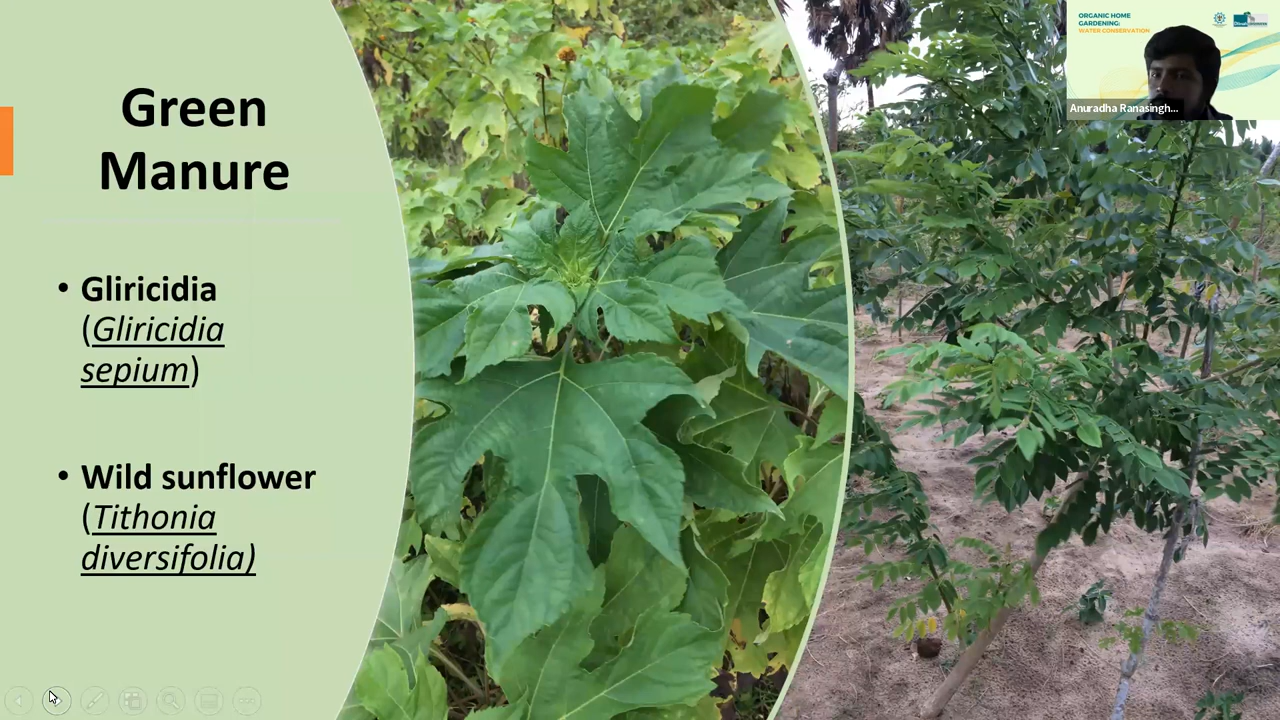 Green
Manure
• Gliricidia
(Gliricidia
sepium)
• Wild sunflower
(Tithonia
diversifolia)
ORGANIC HOME
GARDENING:
WATER CONSERVATION
Anuradha Ranasingh...